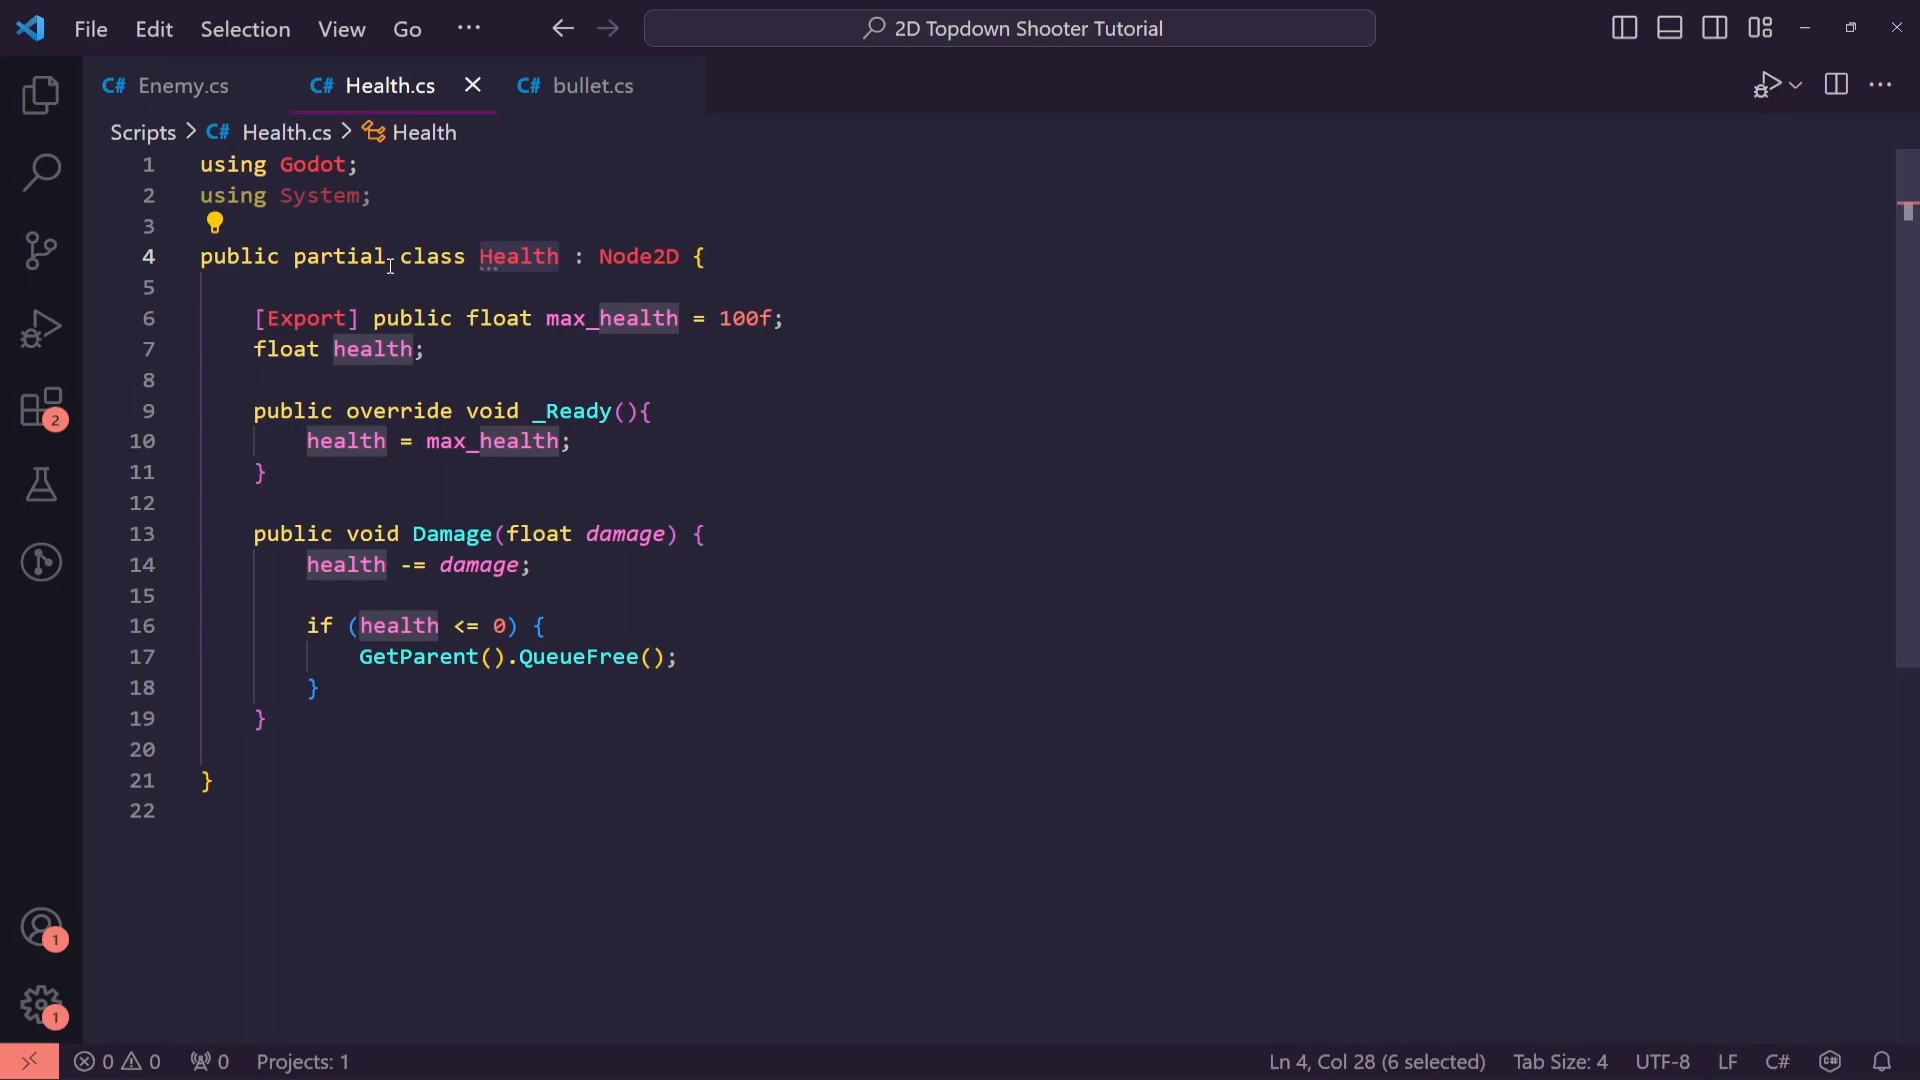 File Edit Selection View Go ··· 2D Topdown Shooter Tutorial
C# Enemy.cs C# Health.cs C# bullet.cs
Scripts > C# Health.cs > Health
1 using Godot;
2 using System;
3
4 public partial class Health : Node2D {
5
6 [Export] public float max_health = 100f;
7 float health;
8
9 public override void _Ready(){
10 health = max_health;
11 }
12
13 public void Damage(float damage) {
14 health -= damage;
15
16 if (health <= 0) {
17 GetParent().QueueFree();
18 }
19 }
20
21 }
22
2
1
1
0 0 0 Projects: 1 Ln 4, Col 28 (6 selected) Tab Size: 4 UTF-8 LF C#